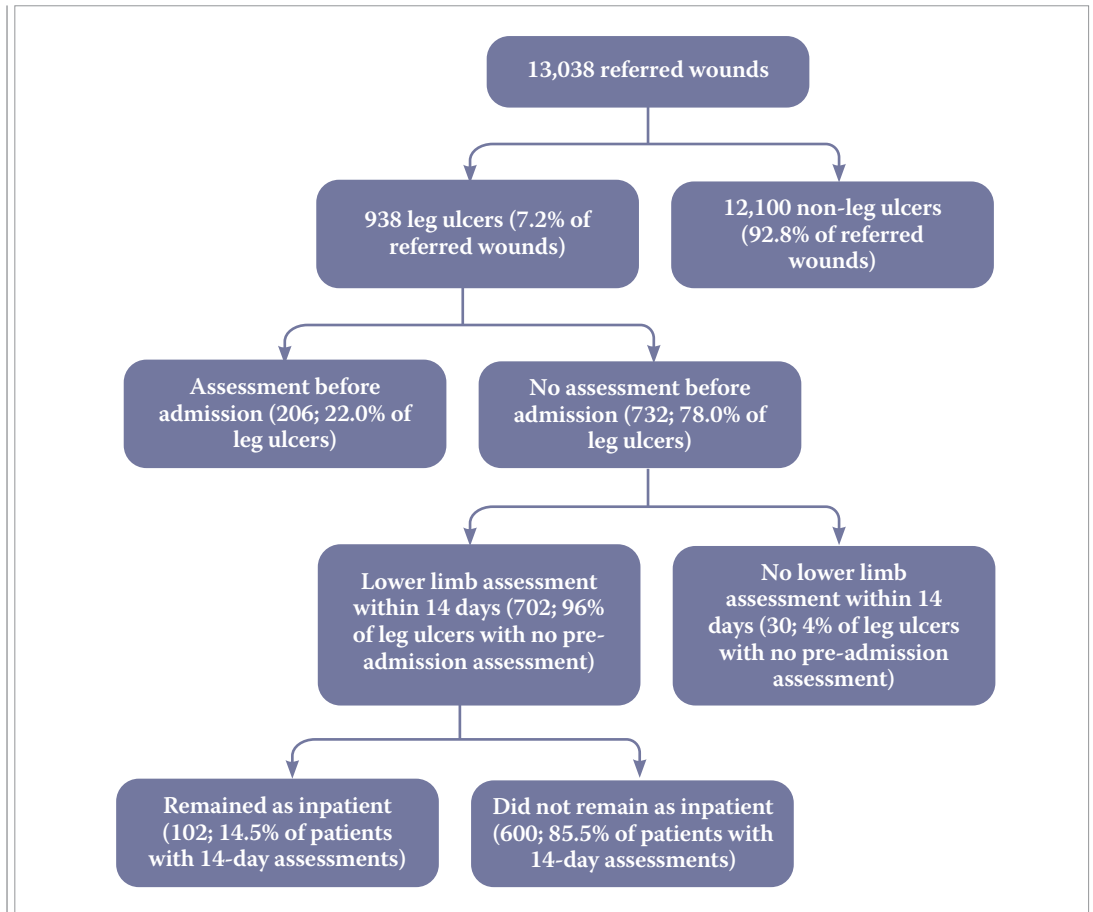 13,038 referred wounds
938 leg ulcers (7.2% of
referred wounds)
12,100 non-leg ulcers
(92.8% of referred
wounds)
Assessment before
admission (206; 22.0% of
leg ulcers)
No assessment before
admission (732; 78.0% of
leg ulcers)
Lower limb assessment
within 14 days (702; 96%
of leg ulcers with no pre-
admission assessment)
No lower limb
assessment within 14
days (30; 4% of leg ulcers
with no pre-admission
assessment)
Remained as inpatient
(102; 14.5% of patients
with 14-day assessments)
Did not remain as inpatient
(600; 85.5% of patients with
14-day assessments)